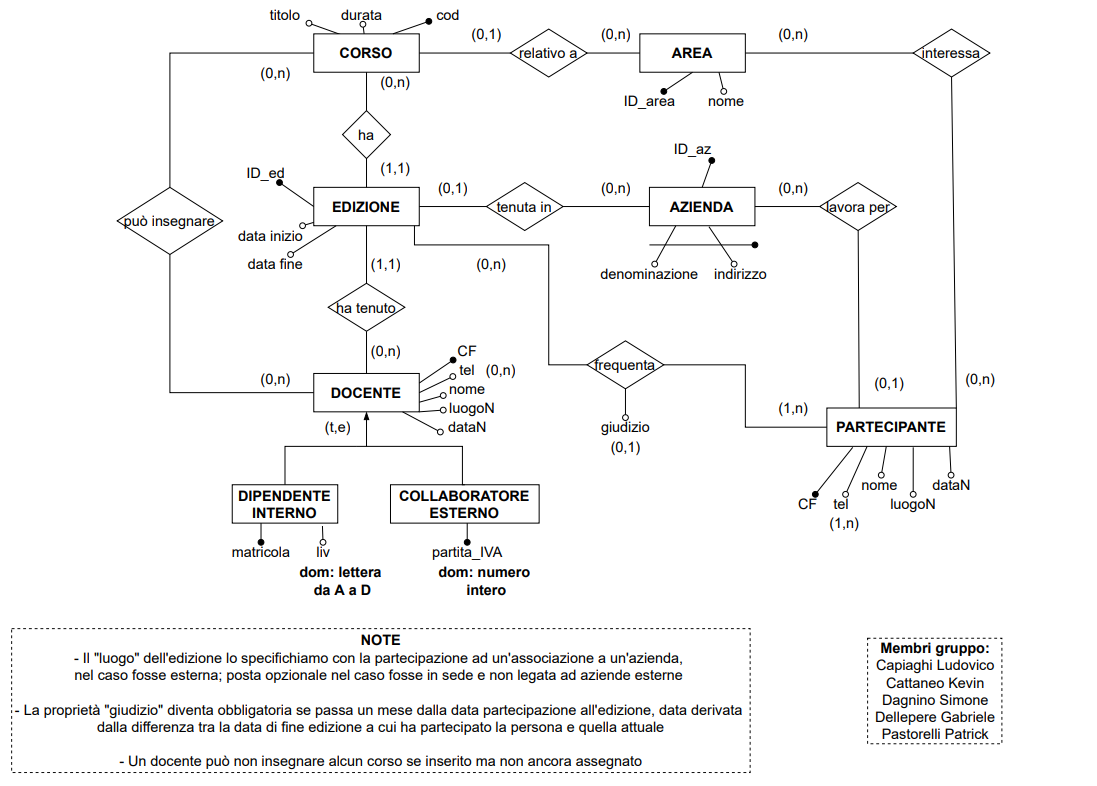 titolo durata cod
CORSO (0,1) relativo a (0,n) AREA (0,n) interessa
(0,n) (0,n)
ID_area nome
ha
ID_az
(1,1)
ID_ed
EDIZIONE (0,1) tenuta in (0,n) AZIENDA (0,n) lavora per
può insegnare
data inizio
data fine (1,1) (0,n) denominazione indirizzo
ha tenuto
(0,n) CF
tel (0,n)
(0,n) DOCENTE nome
luogoN
(t,e) dataN
frequenta
giudizio
(0,1)
(0,1) (0,n)
(1,n) PARTECIPANTE
nome dataN
CF tel luogoN
(1,n)
DIPENDENTE
INTERNO
COLLABORATORE
ESTERNO
matricola liv partita_IVA
dom: lettera
da A a D
dom: numero
intero
NOTE
- Il "luogo" dell'edizione lo specifichiamo con la partecipazione ad un'associazione a un'azienda,
nel caso fosse esterna; posta opzionale nel caso fosse in sede e non legata ad aziende esterne
- La proprietà "giudizio" diventa obbligatoria se passa un mese dalla data partecipazione all'edizione, data derivata
dalla differenza tra la data di fine edizione a cui ha partecipato la persona e quella attuale
- Un docente può non insegnare alcun corso se inserito ma non ancora assegnato
Membri gruppo:
Capiaghi Ludovico
Cattaneo Kevin
Dagnino Simone
Dellepere Gabriele
Pastorelli Patrick